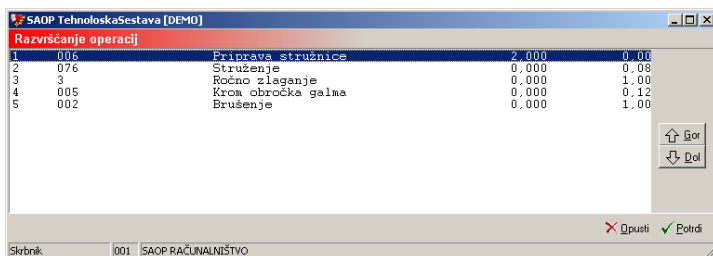 SAOP TehnoloskaSestava [DEMO]
Razvrščanje operacij
1 006 Priprava stružnice 2,000 0,00
2 076 Struženje 0,000 0,08
3 3 Ročno zlaganje 0,000 1,00
4 005 Krom obročka galma 0,000 0,12
5 002 Brušenje 0,000 1,00
Gor
Dol
Opusti Potrdi
Skrbnik 001 SAOP RAČUNALNIŠTVO